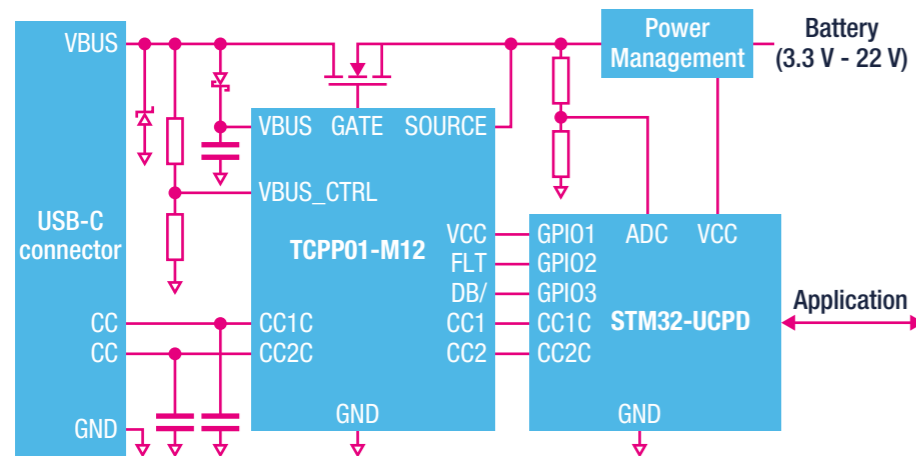 VBUS
Power
Management
Battery
(3.3 V - 22 V)
VBUS
GATE
SOURCE
VBUS_CTRL
USB-C
connector
TCPP01-M12
VCC
FLT
DB/
CC1
CC2
GPIO1
GPIO2
GPIO3
CC1C
CC2C
ADC
VCC
STM32-UCPD
Application
CC
CC
CC1C
CC2C
GND
GND
GND